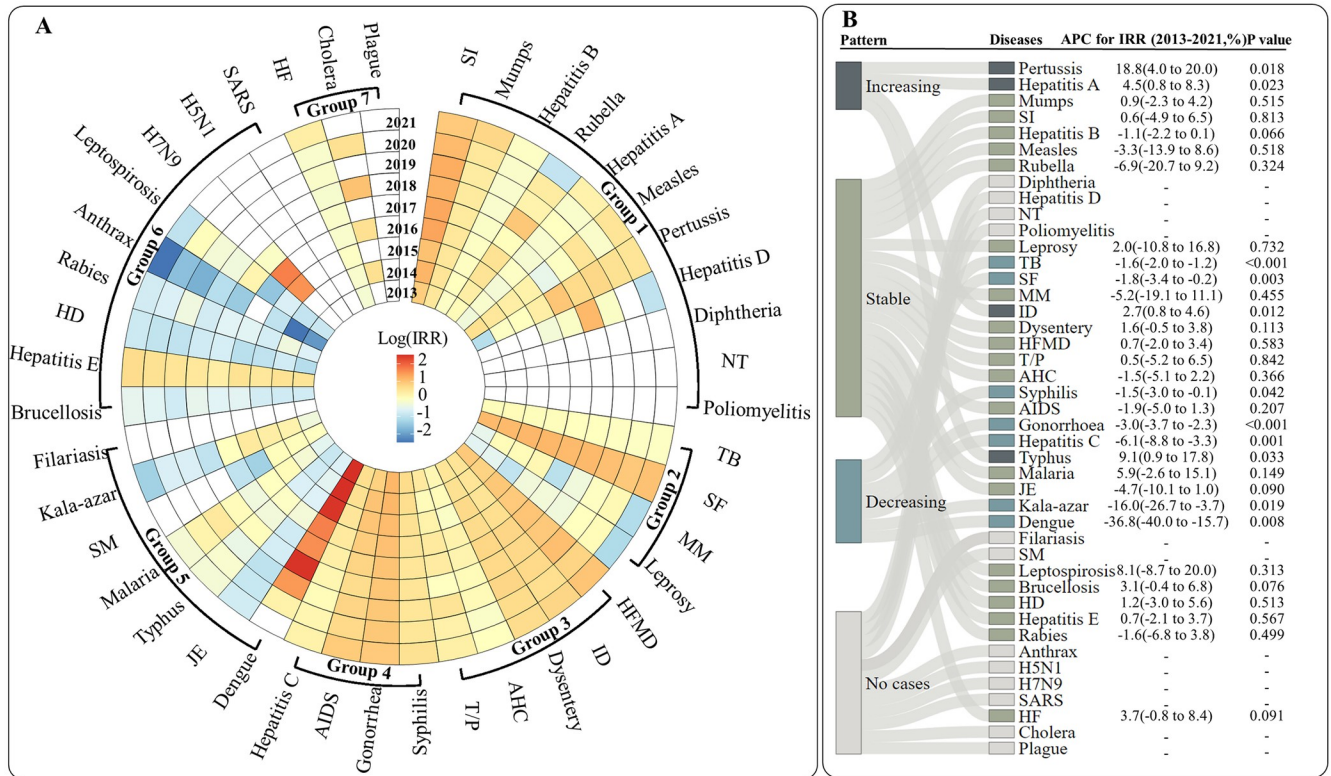 A
Plague
Cholera
HF
SARS
H5N1
H7N9
Leptospirosis
Anthrax
Rabies
HD
Hepatitis E
Brucellosis
Filariasis
Kala-azar
SM
Malaria
Typhus
JE
Dengue
Hepatitis C
AIDS
Gonorrhea
Syphilis
T/P
AHC
Dysentery
ID
HFMD
Leprosy
MM
SF
TB
Poliomyelitis
NT
Diphtheria
Hepatitis D
Pertussis
Measles
Hepatitis A
Rubella
Hepatitis B
Mumps
SI
Group 7
Group 1
Group 2
Group 3
Group 4
Group 5
Group 6
2021
2020
2019
2018
2017
2016
2015
2014
2013
Log(IRR)
2
1
0
-1
-2
B
Pattern Diseases APC for IRR (2013-2021,%)P value
Increasing
Stable
Decreasing
No cases
Pertussis 18.8(4.0 to 20.0) 0.018
Hepatitis A 4.5(0.8 to 8.3) 0.023
Mumps 0.9(-2.3 to 4.2) 0.515
SI 0.6(-4.9 to 6.5) 0.813
Hepatitis B -1.1(-2.2 to 0.1) 0.066
Measles -3.3(-13.9 to 8.6) 0.518
Rubella -6.9(-20.7 to 9.2) 0.324
Diphtheria - -
Hepatitis D - -
NT - -
Poliomyelitis - -
Leprosy 2.0(-10.8 to 16.8) 0.732
TB -1.6(-2.0 to -1.2) <0.001
SF -1.8(-3.4 to -0.2) 0.003
MM -5.2(-19.1 to 11.1) 0.455
ID 2.7(0.8 to 4.6) 0.012
Dysentery 1.6(-0.5 to 3.8) 0.113
HFMD 0.7(-2.0 to 3.4) 0.583
T/P 0.5(-5.2 to 6.5) 0.842
AHC -1.5(-5.1 to 2.2) 0.366
Syphilis -1.5(-3.0 to -0.1) 0.042
AIDS -1.9(-5.0 to 1.3) 0.207
Gonorrhoea -3.0(-3.7 to -2.3) <0.001
Hepatitis C -6.1(-8.8 to -3.3) 0.001
Typhus 9.1(0.9 to 17.8) 0.033
Malaria 5.9(-2.6 to 15.1) 0.149
JE -4.7(-10.1 to 1.0) 0.090
Kala-azar -16.0(-26.7 to -3.7) 0.019
Dengue -36.8(-40.0 to -15.7) 0.008
Filariasis - -
SM - -
Leptospirosis 8.1(-8.7 to 20.0) 0.313
Brucellosis 3.1(-0.4 to 6.8) 0.076
HD 1.2(-3.0 to 5.6) 0.513
Hepatitis E 0.7(-2.1 to 3.7) 0.567
Rabies -1.6(-6.8 to 3.8) 0.499
Anthrax - -
H5N1 - -
H7N9 - -
SARS - -
HF 3.7(-0.8 to 8.4) 0.091
Cholera - -
Plague - -